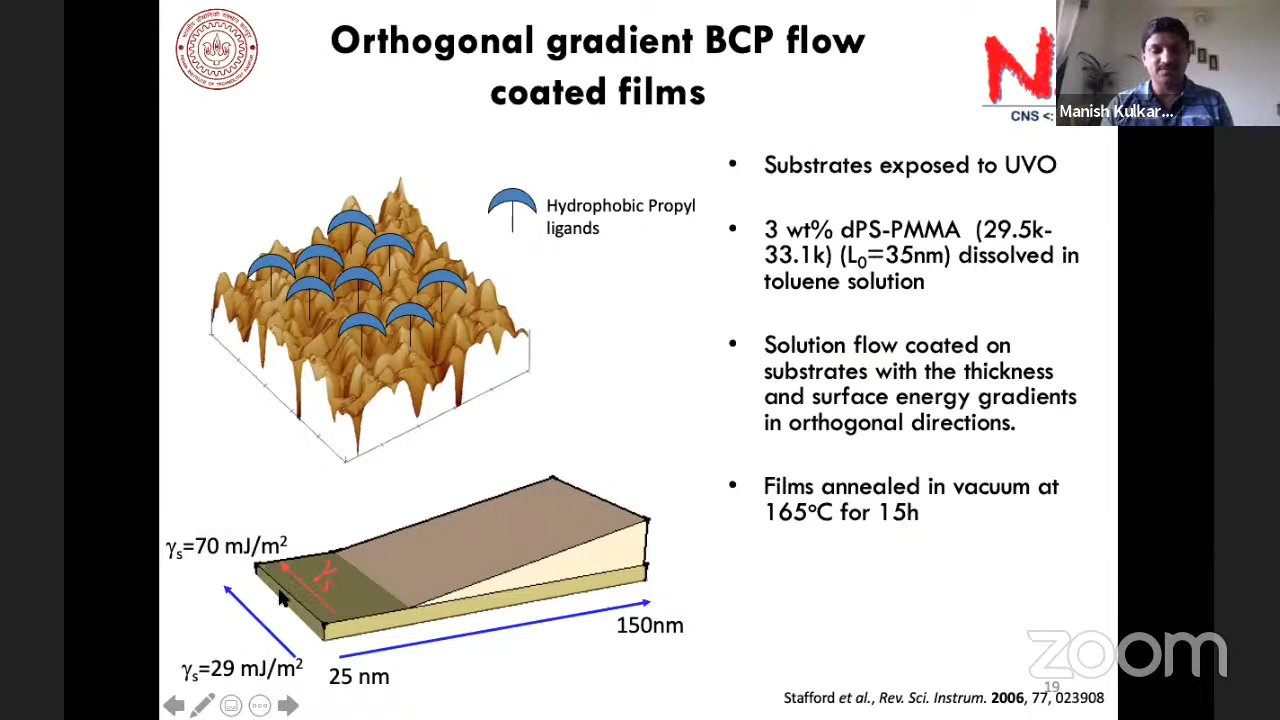 Orthogonal gradient BCP flow
coated films
CNS <:
Manish Kulkar...
Hydrophobic Propyl
ligands
• Substrates exposed to UVO
• 3 wt% dPS-PMMA (29.5k-
33.1k) (L₀=35nm) dissolved in
toluene solution
• Solution flow coated on
substrates with the thickness
and surface energy gradients
in orthogonal directions.
• Films annealed in vacuum at
165°C for 15h
γₛ=70 mJ/m²
γₛ
150nm
γₛ=29 mJ/m²
25 nm
zoom
19
Stafford et al., Rev. Sci. Instrum. 2006, 77, 023908